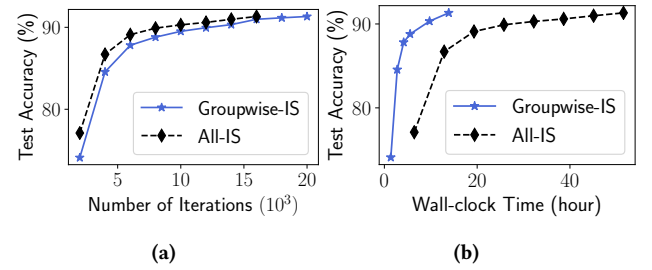 Test Accuracy (%)
90
80
Groupwise-IS
All-IS
5 10 15 20
Number of Iterations (10³)
(a)
Test Accuracy (%)
90
80
Groupwise-IS
All-IS
0 20 40
Wall-clock Time (hour)
(b)